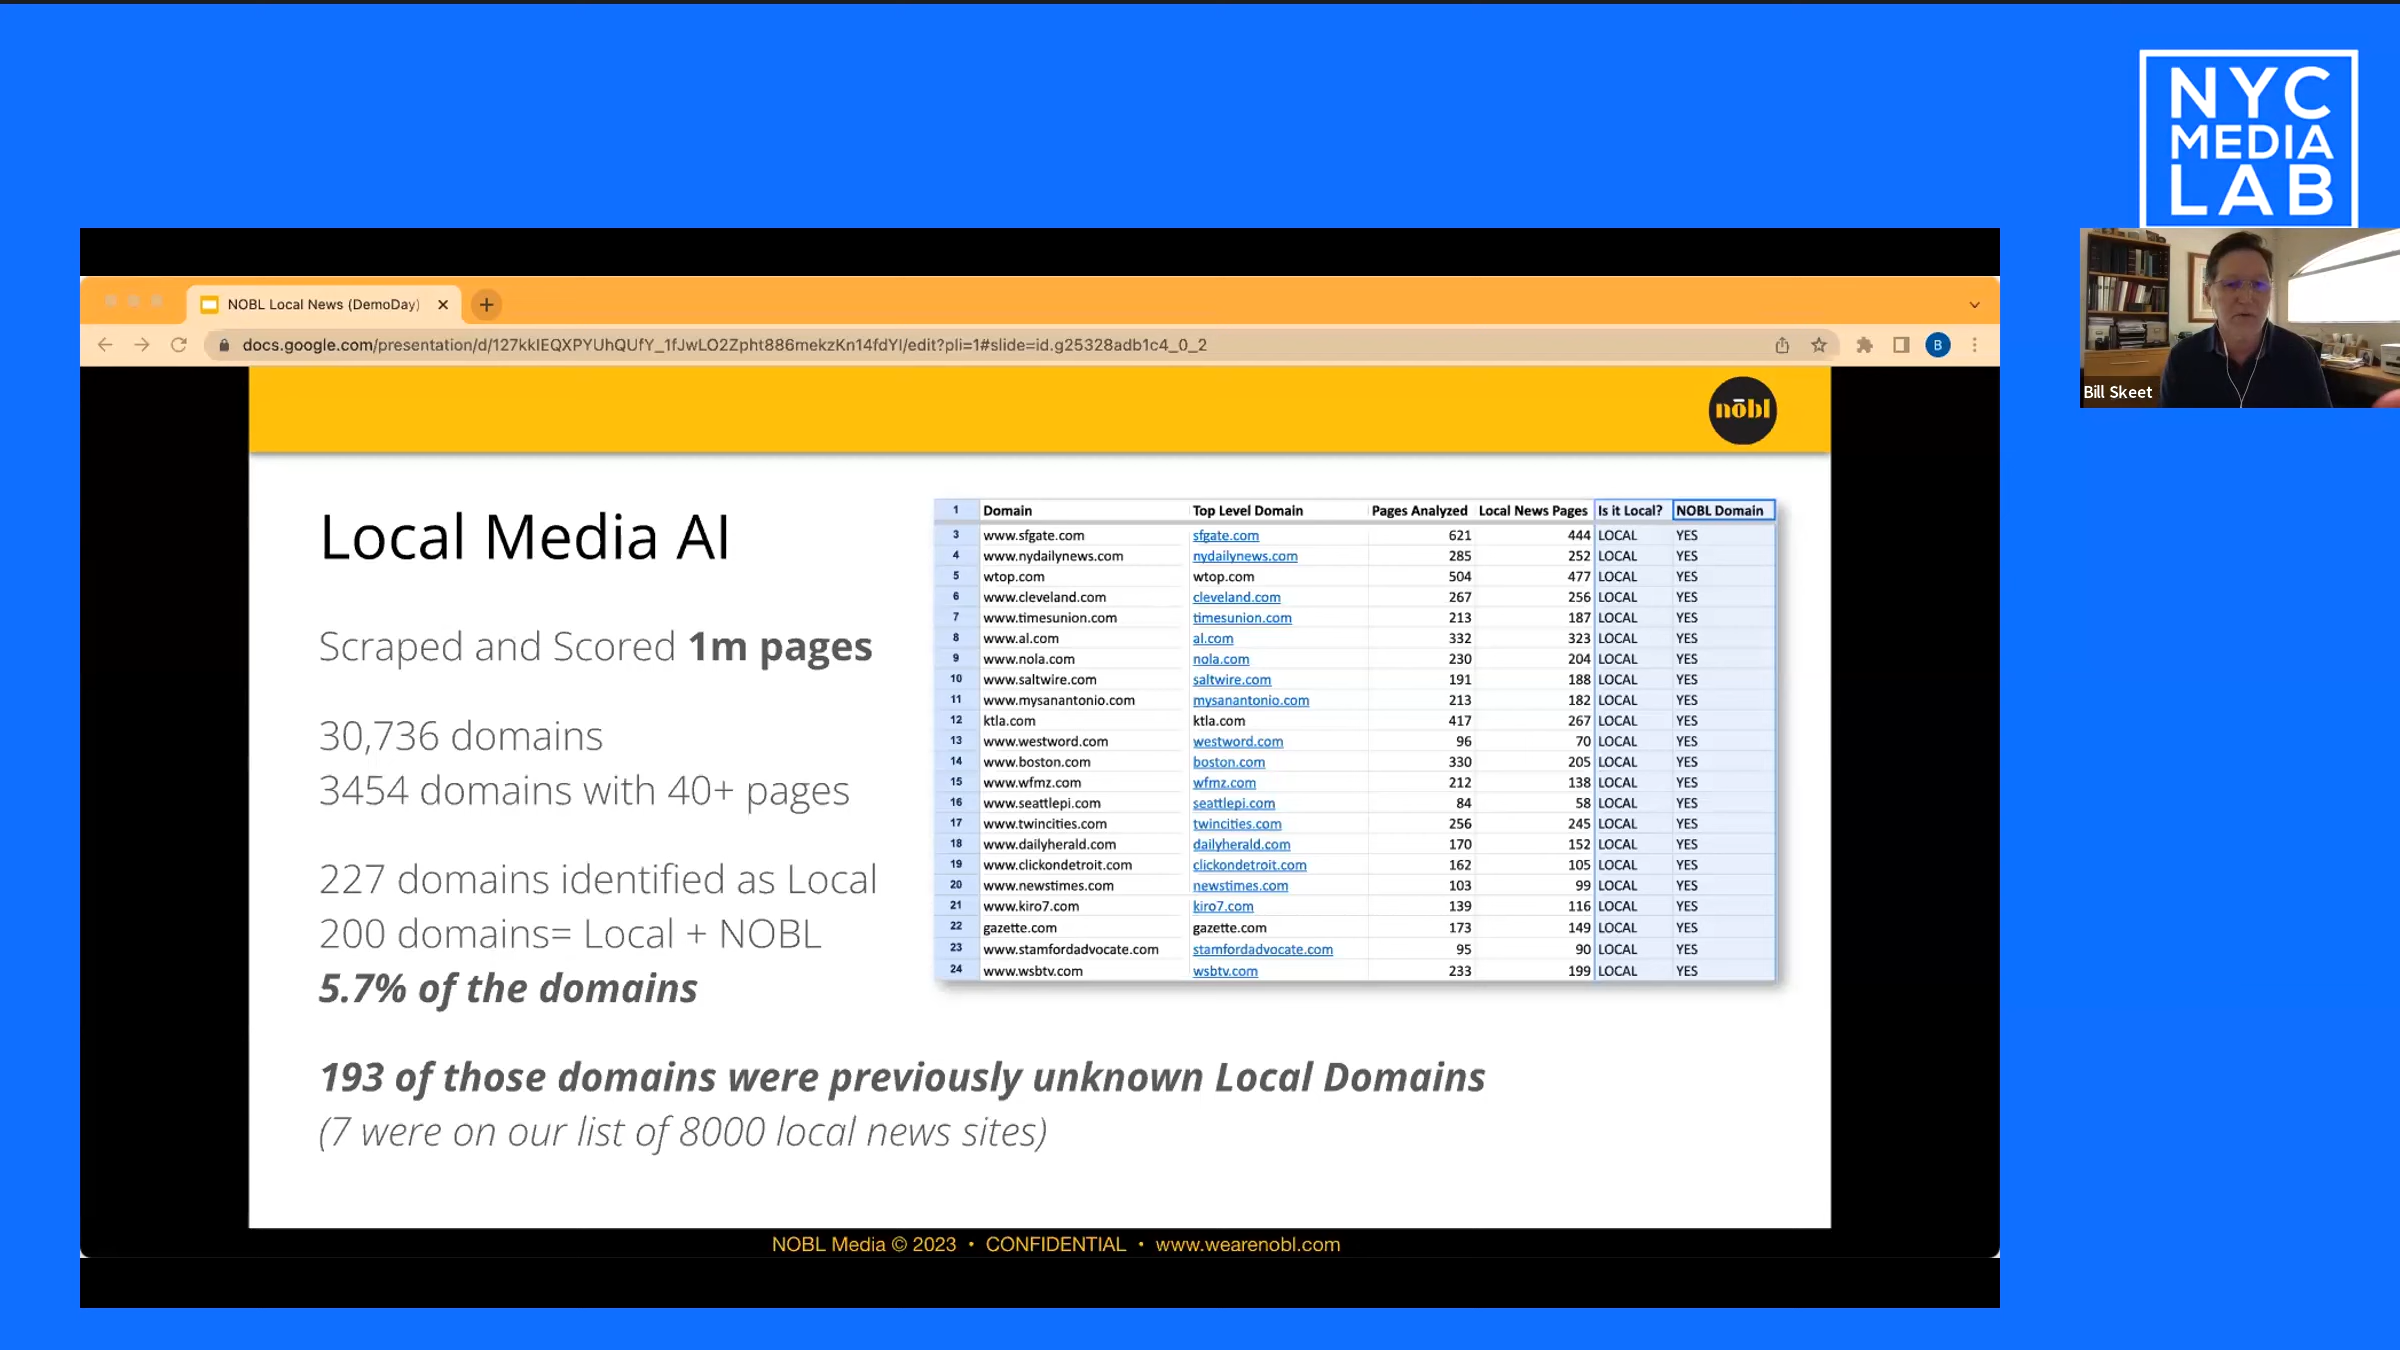 NYC
MEDIA
LAB
Bill Skeet
NOBL Local News (DemoDay)
docs.google.com/presentation/d/127kkIEQXPYUhQUfY_1fJwLO2Zpht886mekzKn14fdYI/edit?pli=1#slide=id.g25328adb1c4_0_2
B
nōbl
Local Media AI
Scraped and Scored 1m pages
30,736 domains
3454 domains with 40+ pages
227 domains identified as Local
200 domains= Local + NOBL
5.7% of the domains
193 of those domains were previously unknown Local Domains
(7 were on our list of 8000 local news sites)
1 Domain Top Level Domain Pages Analyzed Local News Pages Is it Local? NOBL Domain
3 www.sfgate.com sfgate.com 621 444 LOCAL YES
4 www.nydailynews.com nydailynews.com 285 252 LOCAL YES
5 wtop.com wtop.com 504 477 LOCAL YES
6 www.cleveland.com cleveland.com 267 256 LOCAL YES
7 www.timesunion.com timesunion.com 213 187 LOCAL YES
8 www.al.com al.com 332 323 LOCAL YES
9 www.nola.com nola.com 230 204 LOCAL YES
10 www.saltwire.com saltwire.com 191 188 LOCAL YES
11 www.mysanantonio.com mysanantonio.com 213 182 LOCAL YES
12 ktla.com ktla.com 417 267 LOCAL YES
13 www.westword.com westword.com 96 70 LOCAL YES
14 www.boston.com boston.com 330 205 LOCAL YES
15 www.wfmz.com wfmz.com 212 138 LOCAL YES
16 www.seattlepi.com seattlepi.com 84 58 LOCAL YES
17 www.twincities.com twincities.com 256 245 LOCAL YES
18 www.dailyherald.com dailyherald.com 170 152 LOCAL YES
19 www.clickondetroit.com clickondetroit.com 162 105 LOCAL YES
20 www.newstimes.com newstimes.com 103 99 LOCAL YES
21 www.kiro7.com kiro7.com 139 116 LOCAL YES
22 gazette.com gazette.com 173 149 LOCAL YES
23 www.stamfordadvocate.com stamfordadvocate.com 95 90 LOCAL YES
24 www.wsbtv.com wsbtv.com 233 199 LOCAL YES
NOBL Media © 2023 • CONFIDENTIAL • www.wearenobl.com